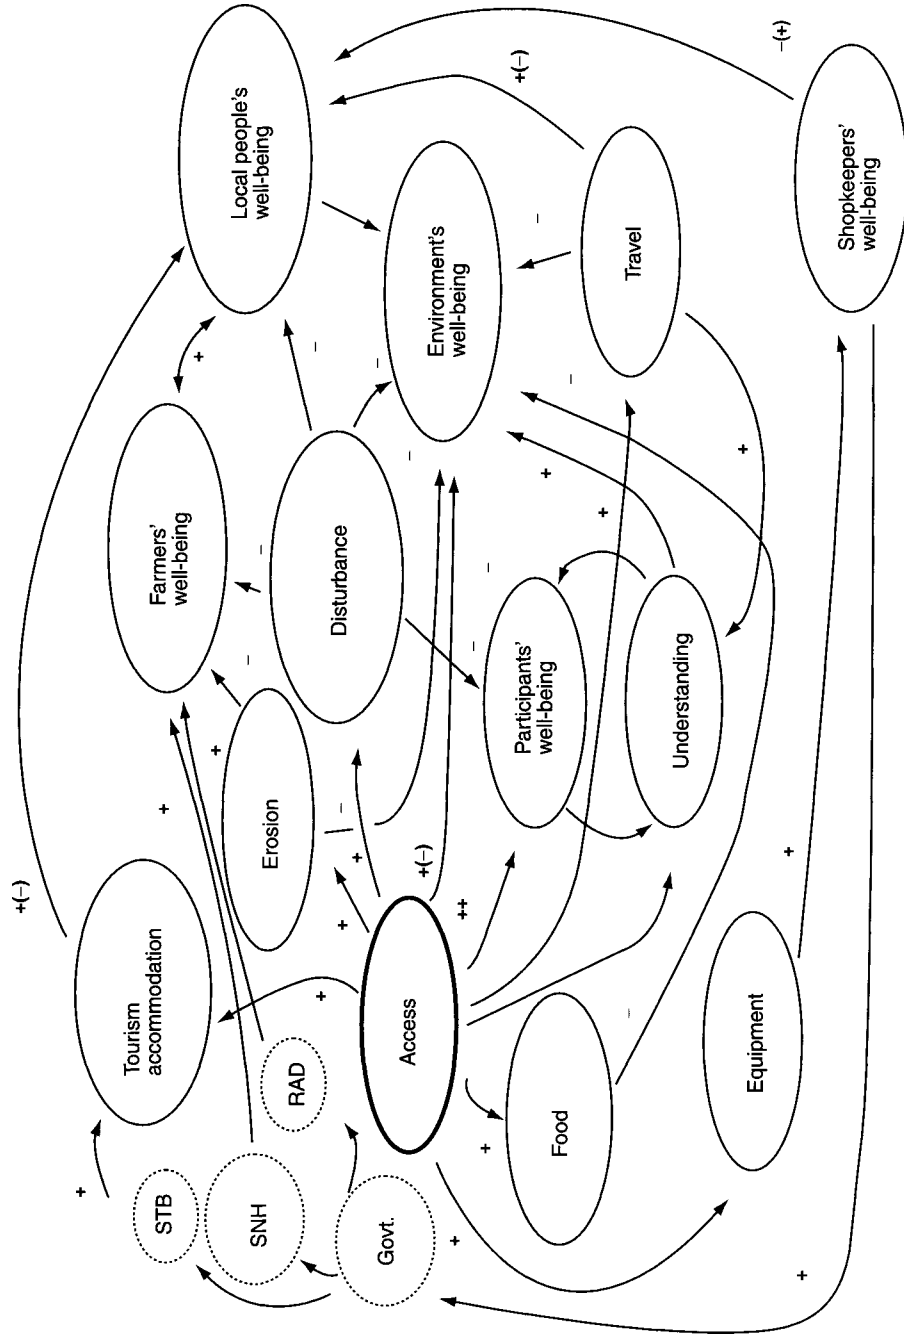 +(–)
+
Tourism
accommodation
STB
+
Farmers'
well-being
+
+
Local people's
well-being
–
SNH
–
Erosion
RAD
–
+
Disturbance
+
–
+
–
Govt.
Access
–
+(–)
Environment's
well-being
+
++
–
+
–
+(–)
Participants'
well-being
–
+
Food
–
+
–
Travel
Understanding
+
Equipment
–(+)
+
+
Shopkeepers'
well-being